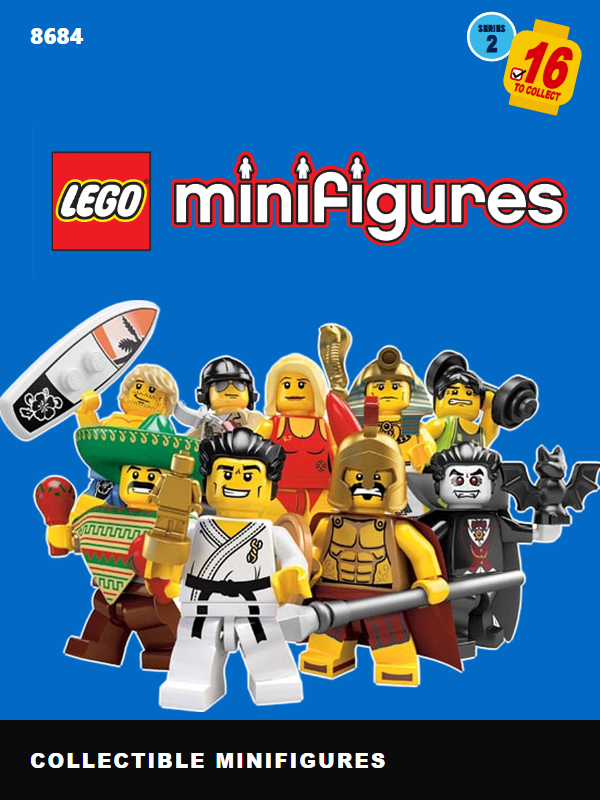 8684
SERIES
2
16
TO COLLECT
LEGO
minifigures
COLLECTIBLE MINIFIGURES